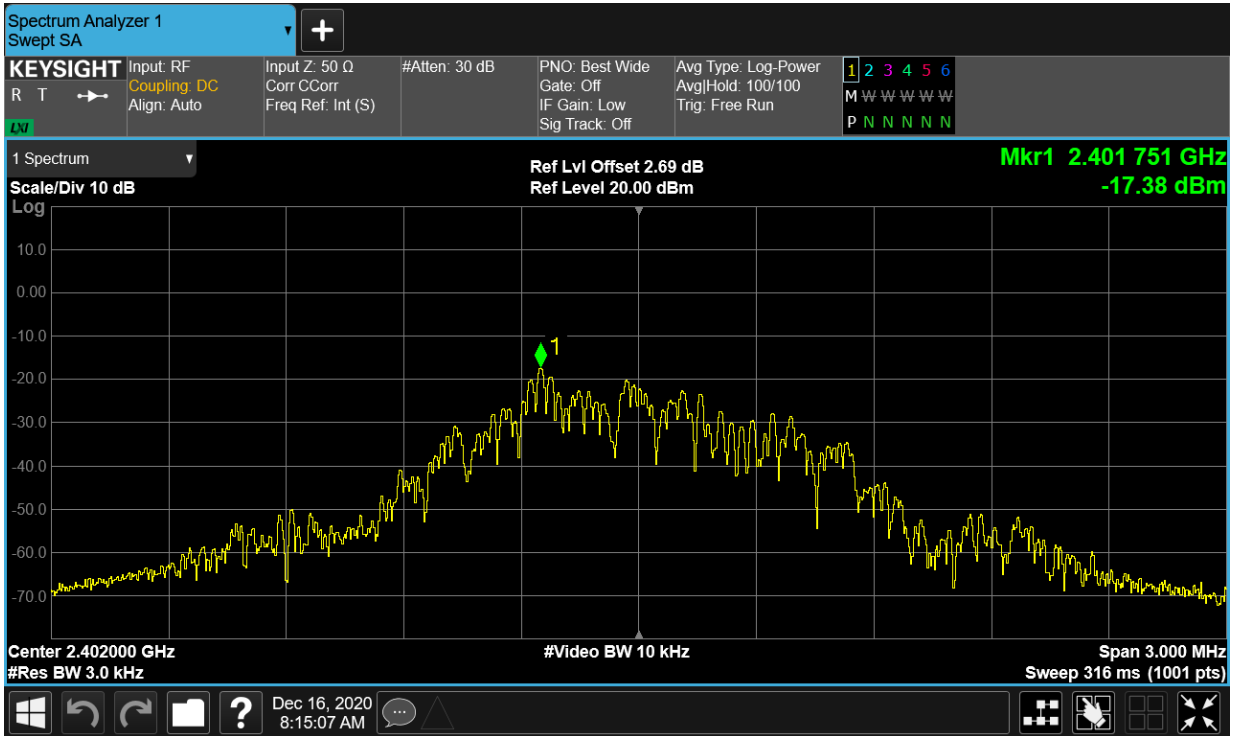 Spectrum Analyzer 1
Swept SA
+
KEYSIGHT
R T
LXI
Input: RF
Coupling: DC
Align: Auto
Input Z: 50 Ω
Corr CCorr
Freq Ref: Int (S)
#Atten: 30 dB
PNO: Best Wide
Gate: Off
IF Gain: Low
Sig Track: Off
Avg Type: Log-Power
Avg|Hold: 100/100
Trig: Free Run
1 2 3 4 5 6
M W W W W W
P N N N N N
1 Spectrum
Scale/Div 10 dB
Log
Ref Lvl Offset 2.69 dB
Ref Level 20.00 dBm
Mkr1 2.401 751 GHz
-17.38 dBm
10.0
0.00
-10.0
-20.0
-30.0
-40.0
-50.0
-60.0
-70.0
1
Center 2.402000 GHz
#Res BW 3.0 kHz
#Video BW 10 kHz
Span 3.000 MHz
Sweep 316 ms (1001 pts)
?
Dec 16, 2020
8:15:07 AM